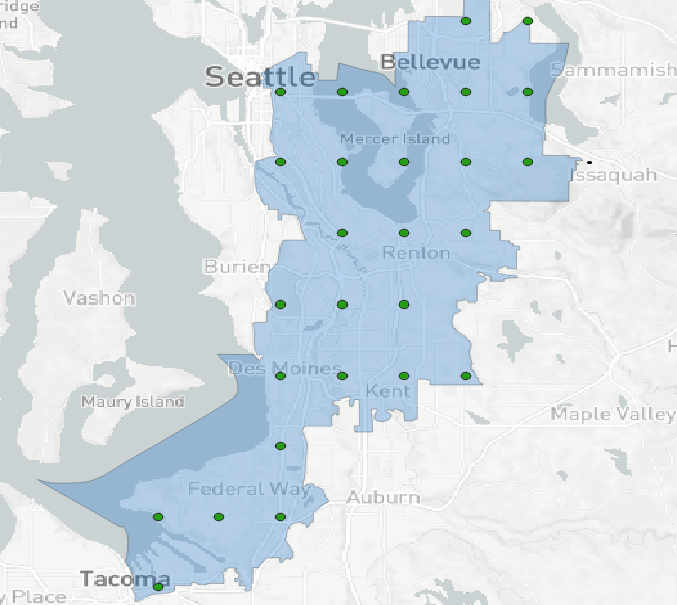 ridge
nd
Seattle
Bellevue
Sammamish
Mercer Island
Issaquah
Burien
Renton
Vashon
Des Moines
Maury Island
Kent
Maple Valley
H
Federal Way
Auburn
Tacoma
y Place